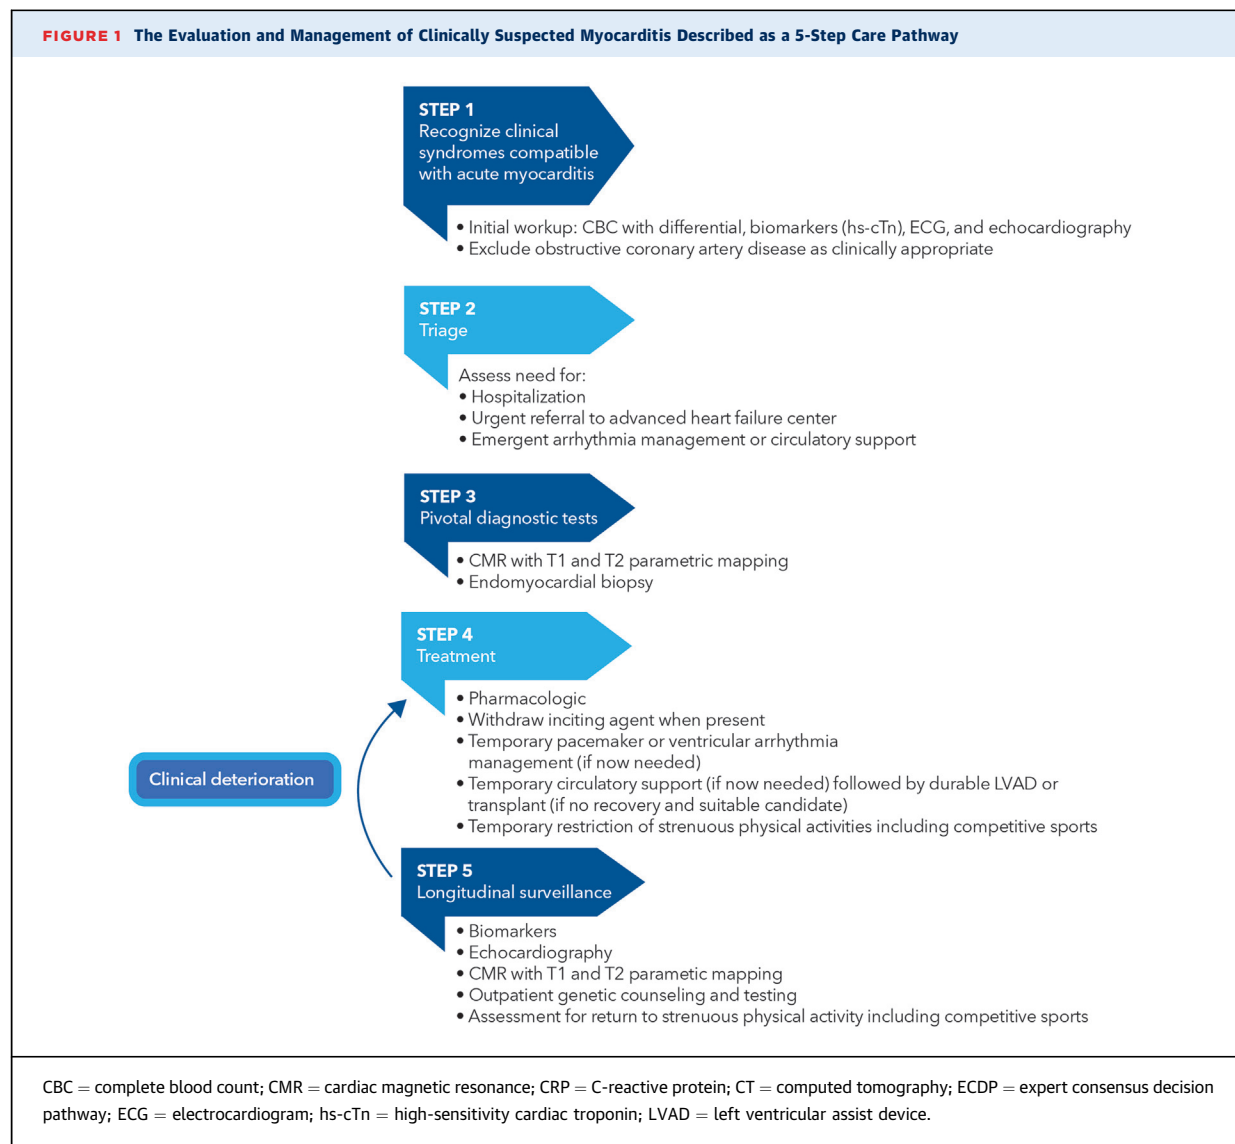 FIGURE 1 The Evaluation and Management of Clinically Suspected Myocarditis Described as a 5-Step Care Pathway
STEP 1
Recognize clinical
syndromes compatible
with acute myocarditis
• Initial workup: CBC with differential, biomarkers (hs-cTn), ECG, and echocardiography
• Exclude obstructive coronary artery disease as clinically appropriate
STEP 2
Triage
Assess need for:
• Hospitalization
• Urgent referral to advanced heart failure center
• Emergent arrhythmia management or circulatory support
STEP 3
Pivotal diagnostic tests
• CMR with T1 and T2 parametric mapping
• Endomyocardial biopsy
STEP 4
Treatment
• Pharmacologic
• Withdraw inciting agent when present
• Temporary pacemaker or ventricular arrhythmia
management (if now needed)
• Temporary circulatory support (if now needed) followed by durable LVAD or
transplant (if no recovery and suitable candidate)
• Temporary restriction of strenuous physical activities including competitive sports
Clinical deterioration
STEP 5
Longitudinal surveillance
• Biomarkers
• Echocardiography
• CMR with T1 and T2 parametic mapping
• Outpatient genetic counseling and testing
• Assessment for return to strenuous physical activity including competitive sports
CBC = complete blood count; CMR = cardiac magnetic resonance; CRP = C-reactive protein; CT = computed tomography; ECDP = expert consensus decision
pathway; ECG = electrocardiogram; hs-cTn = high-sensitivity cardiac troponin; LVAD = left ventricular assist device.